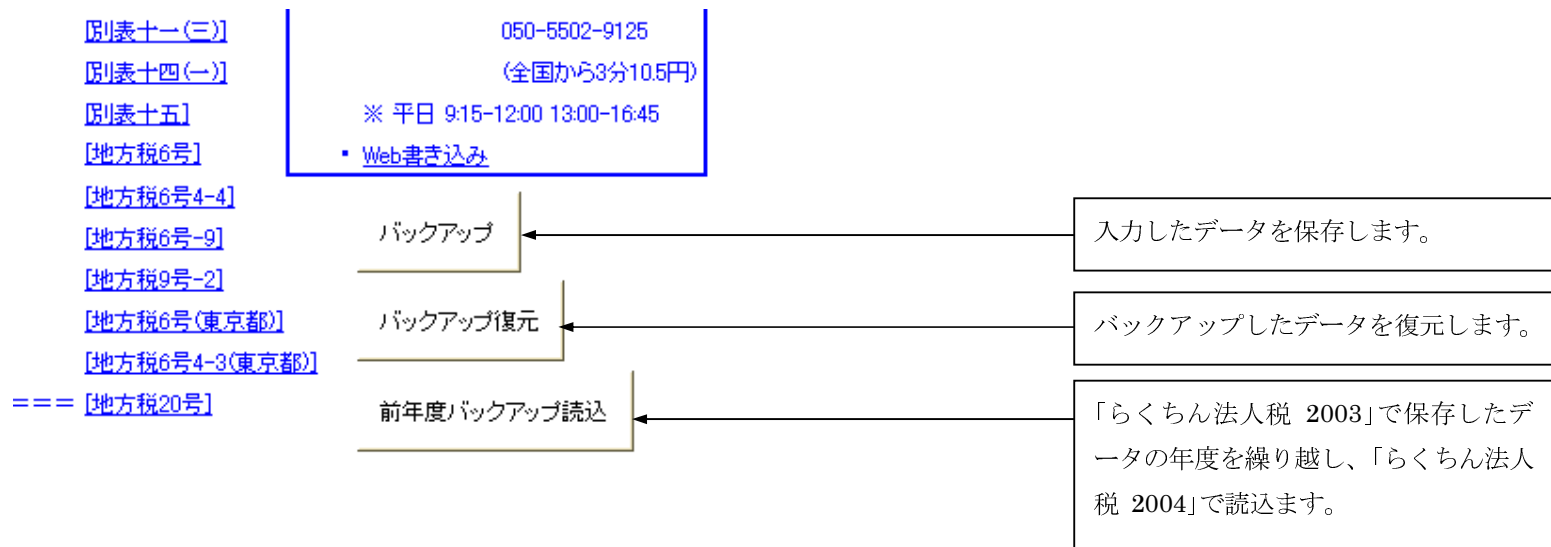 [別表十一(三)]
050-5502-9125
[別表十四(一)]
(全国から3分10.5円)
[別表十五]
※ 平日 9:15-12:00 13:00-16:45
[地方税6号]
・ Web書き込み
[地方税6号4-4]
[地方税6号-9]
[地方税9号-2]
[地方税6号(東京都)]
[地方税6号4-3(東京都)]
=== [地方税20号]
バックアップ
入力したデータを保存します。
バックアップ復元
バックアップしたデータを復元します。
前年度バックアップ読込
「らくちん法人税 2003」で保存したデ
ータの年度を繰り越し、「らくちん法人
税 2004」で読込ます。